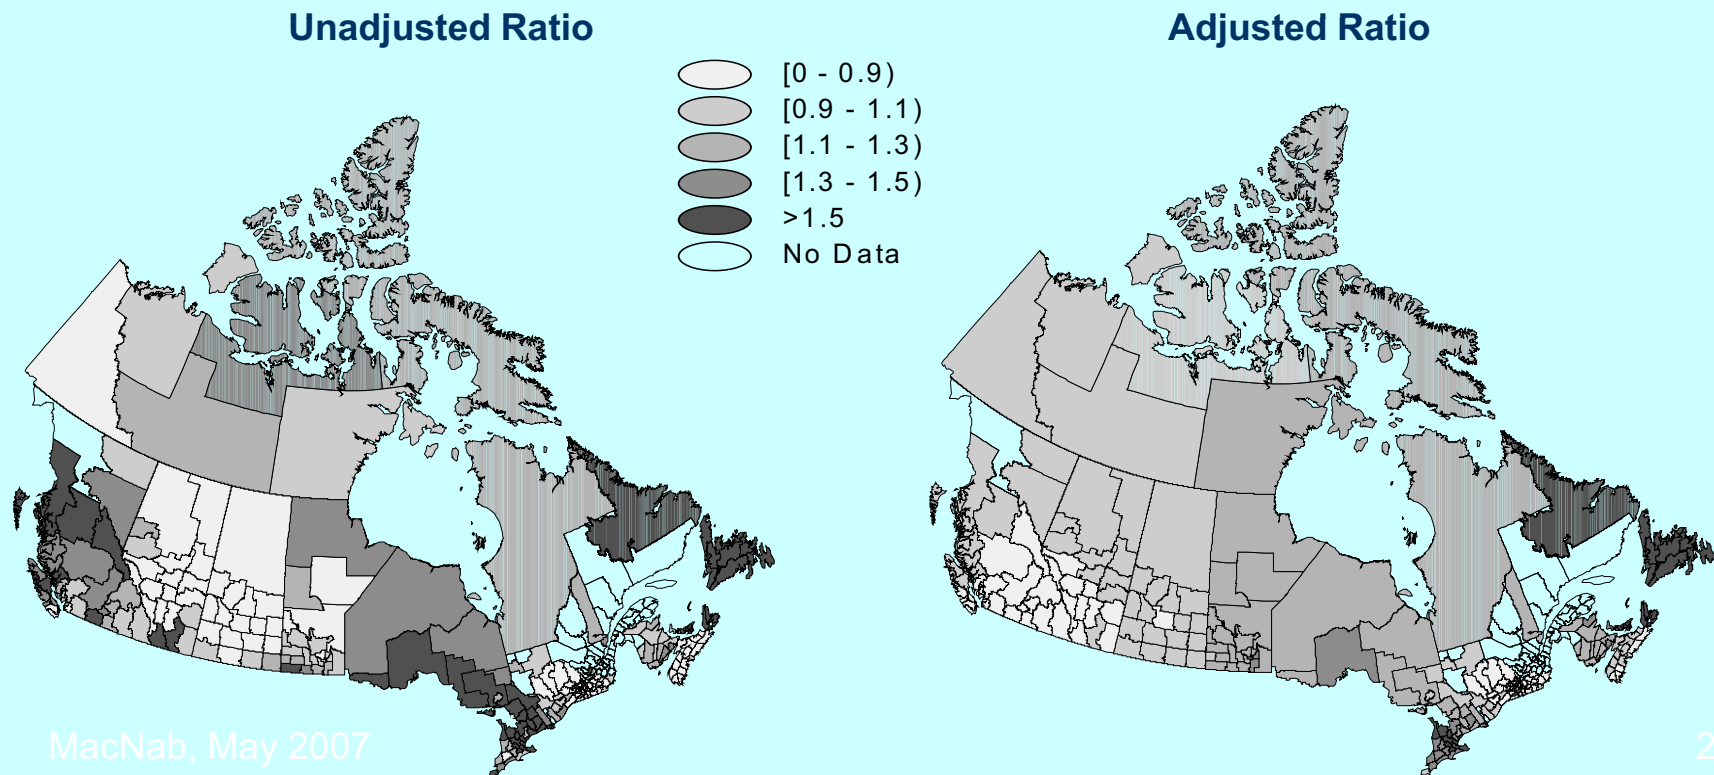 Unadjusted Ratio
Adjusted Ratio
[0 - 0.9)
[0.9 - 1.1)
[1.1 - 1.3)
[1.3 - 1.5)
>1.5
No Data
MacNab, May 2007
2